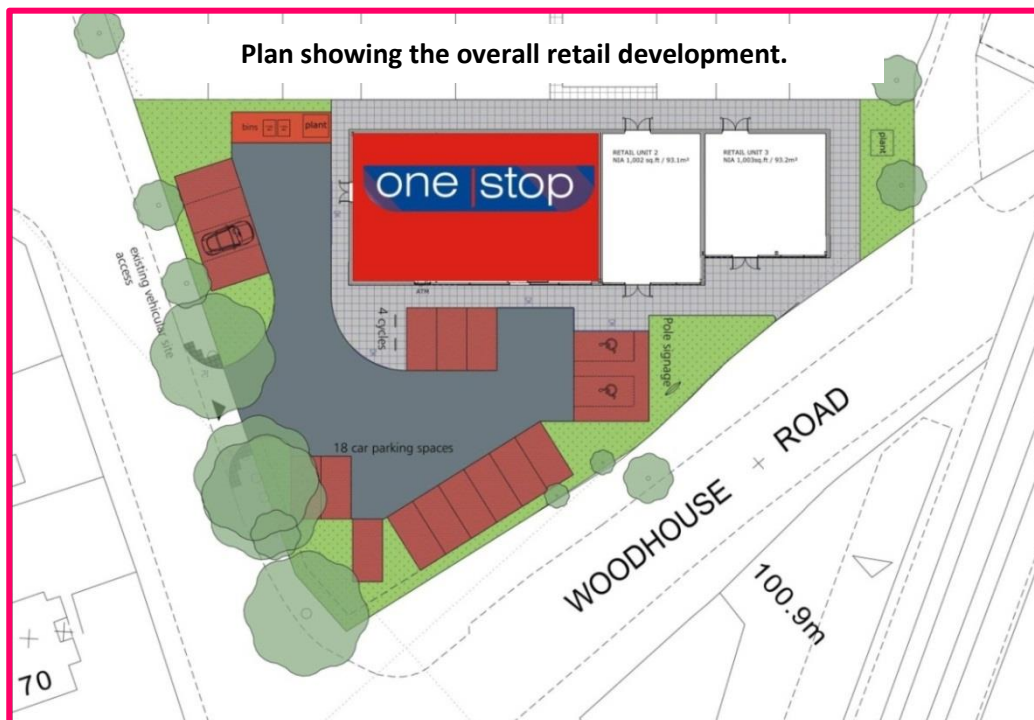 Plan showing the overall retail development.
bins
plant
one stop
RETAIL UNIT 2
NIA 1,002 sq.ft / 93.1m²
RETAIL UNIT 3
NIA 1,003sq.ft / 93.2m²
plant
existing vehicular site
access
ATM
4 cycles
Pole signage
18 car parking spaces
WOODHOUSE ROAD
100.9m
70